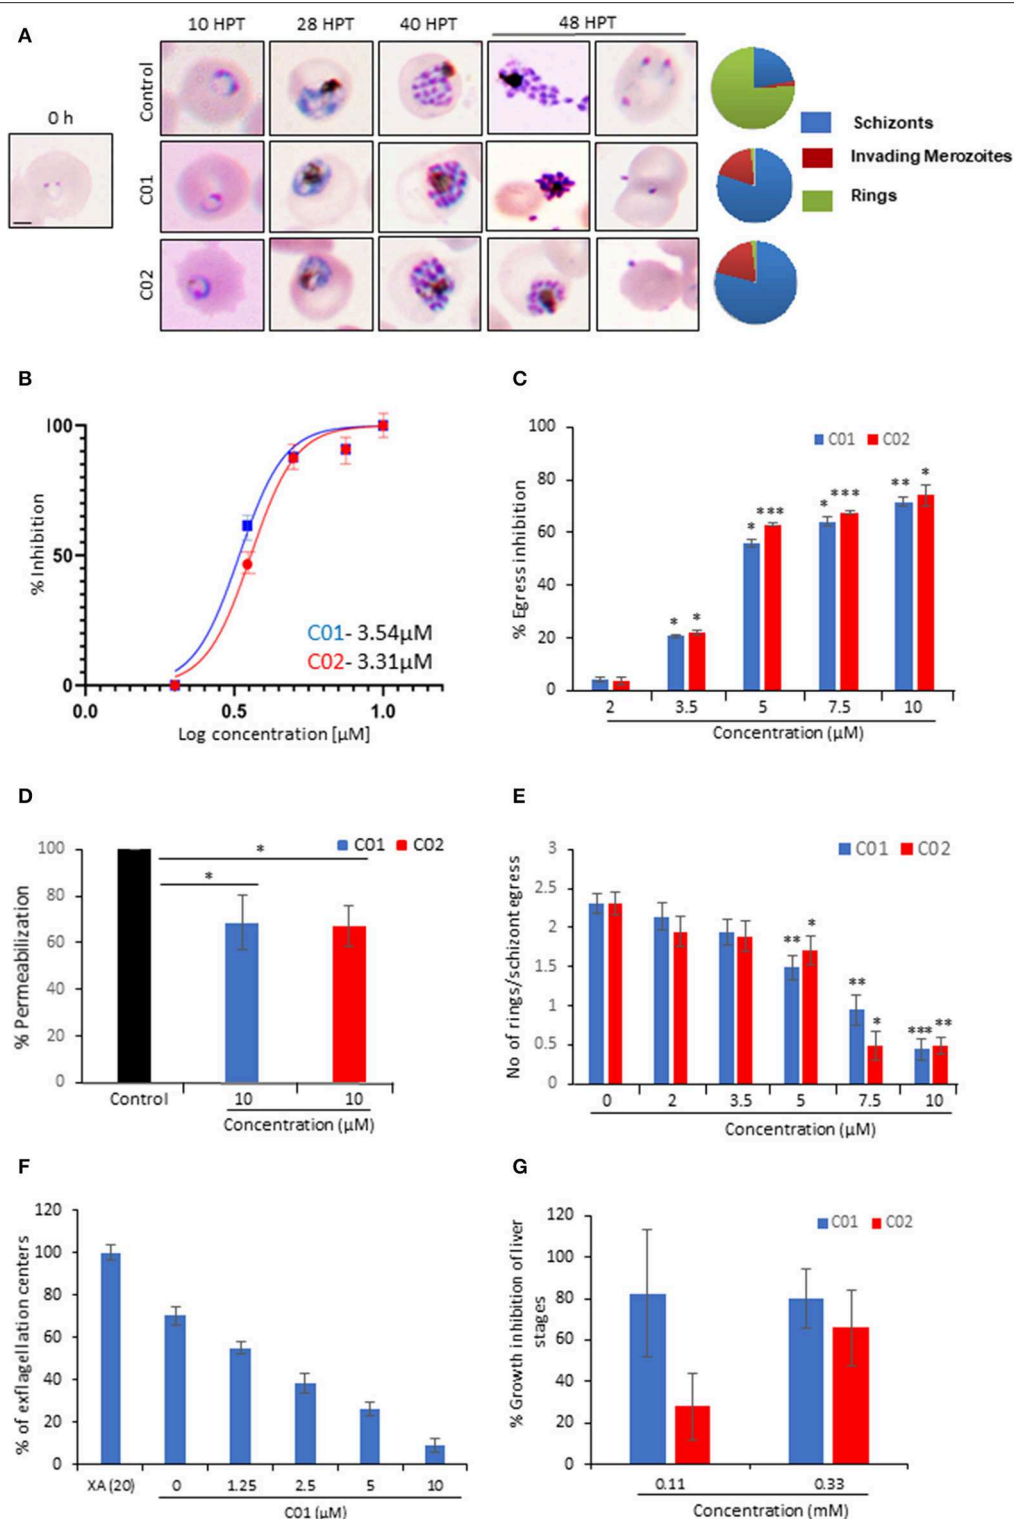 A
10 HPT 28 HPT 40 HPT 48 HPT
0 h
Control
C01
C02
Schizonts
Invading Merozoites
Rings
B
% Inhibition
100
50
0
0.0 0.5 1.0
Log concentration [µM]
C01- 3.54µM
C02- 3.31µM
C
% Egress inhibition
100
80
60
40
20
0
C01 C02
* * * *** * *** ** *
2 3.5 5 7.5 10
Concentration (µM)
D
% Permeabilization
100
80
60
40
20
0
C01 C02
*
*
Control 10 10
Concentration (µM)
E
No of rings/schizont egress
3
2.5
2
1.5
1
0.5
0
C01 C02
** * ** * *** **
0 2 3.5 5 7.5 10
Concentration (µM)
F
% of exflagellation centers
120
100
80
60
40
20
0
XA (20) 0 1.25 2.5 5 10
C01 (µM)
G
% Growth inhibition of liver
stages
120
100
80
60
40
20
0
C01 C02
0.11 0.33
Concentration (mM)